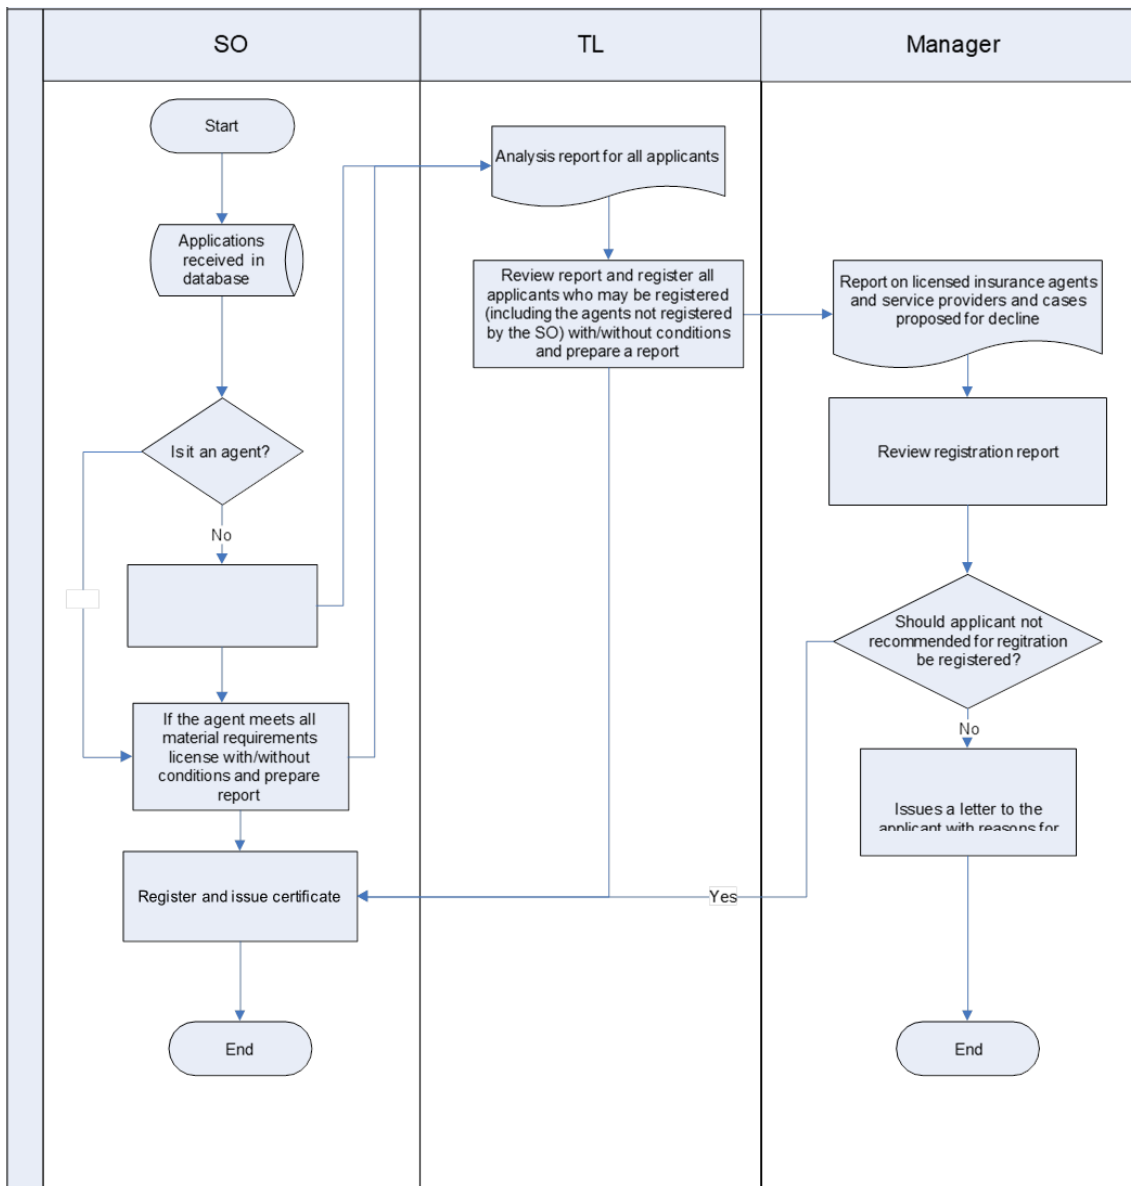 SO
TL
Manager
Start
Applications
received in
database
Is it an agent?
No
If the agent meets all
material requirements
license with/without
conditions and prepare
report
Register and issue certificate
End
Analysis report for all applicants
Review report and register all
applicants who may be registered
(including the agents not registered
by the SO) with/without conditions
and prepare a report
Report on licensed insurance agents
and service providers and cases
proposed for decline
Review registration report
Should applicant not
recommended for regitration
be registered?
No
Yes
Issues a letter to the
applicant with reasons for
End